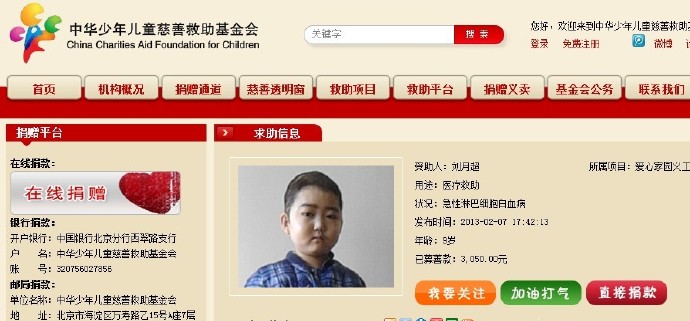 中华少年儿童慈善救助基金会
China Charities Aid Foundation for Children
关键字
搜 索
您好，欢迎来到中华少年儿童慈善救助
登录 免费注册 微博
首页 机构概况 捐赠通道 慈善透明窗 救助项目 救助平台 捐赠义卖 基金会公务 联系我们
捐赠平台
在线捐款：
在线捐赠
银行捐款：
开户银行：中国银行北京分行西翠路支行
户 名：中华少年儿童慈善救助基金会
账 号：320756027856
邮局捐款：
单位名称：中华少年儿童慈善救助基金会
地 址：北京市海淀区万寿路乙15号A座7层
求助信息
受助人：刘月超
所属项目：爱心家园义工
用途：医疗救助
状况：急性淋巴细胞白血病
发布时间：2013-02-07 17:42:13
年龄：9岁
已募善款：3,050.00元
我要关注 加油打气 直接捐款